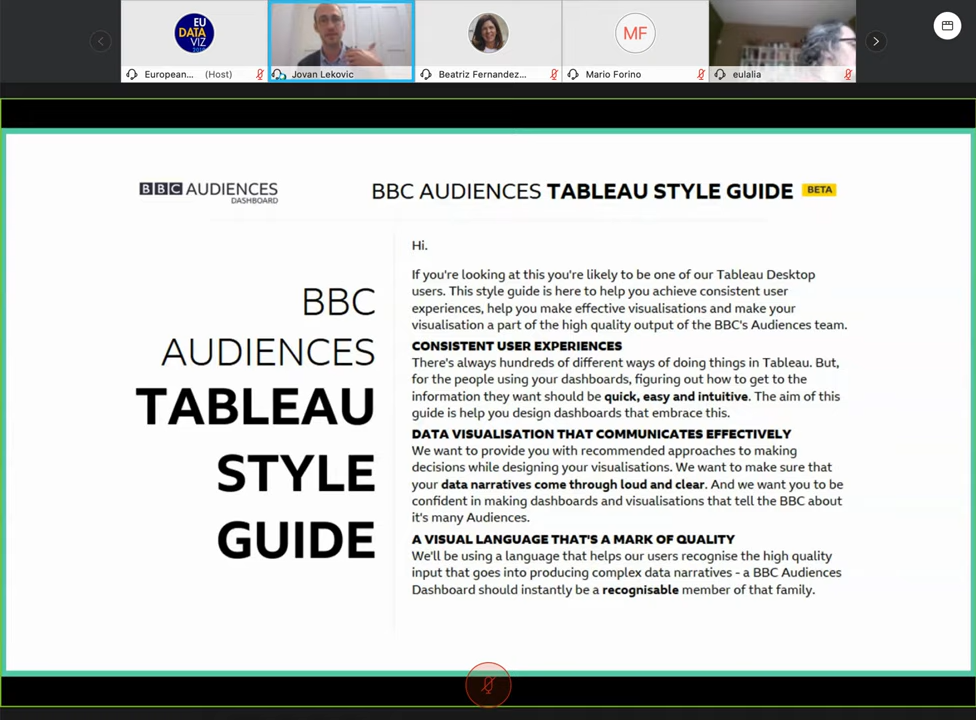 EU
DATA
VIZ
European... (Host)
Jovan Lekovic
Beatriz Fernandez...
MF
Mario Forino
eulalia
BBC AUDIENCES
DASHBOARD
BBC AUDIENCES TABLEAU STYLE GUIDE BETA
BBC
AUDIENCES
TABLEAU
STYLE
GUIDE
Hi.
If you're looking at this you're likely to be one of our Tableau Desktop
users. This style guide is here to help you achieve consistent user
experiences, help you make effective visualisations and make your
visualisation a part of the high quality output of the BBC's Audiences team.
CONSISTENT USER EXPERIENCES
There's always hundreds of different ways of doing things in Tableau. But,
for the people using your dashboards, figuring out how to get to the
information they want should be quick, easy and intuitive. The aim of this
guide is help you design dashboards that embrace this.
DATA VISUALISATION THAT COMMUNICATES EFFECTIVELY
We want to provide you with recommended approaches to making
decisions while designing your visualisations. We want to make sure that
your data narratives come through loud and clear. And we want you to be
confident in making dashboards and visualisations that tell the BBC about
it's many Audiences.
A VISUAL LANGUAGE THAT'S A MARK OF QUALITY
We'll be using a language that helps our users recognise the high quality
input that goes into producing complex data narratives - a BBC Audiences
Dashboard should instantly be a recognisable member of that family.